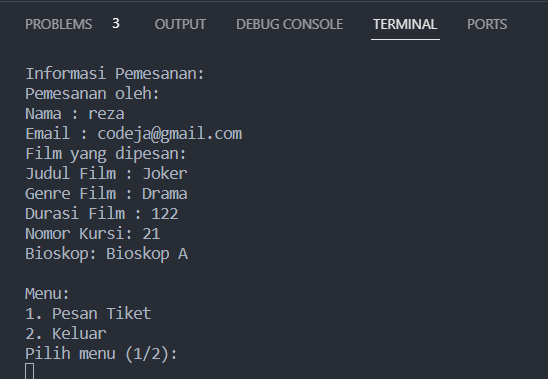 PROBLEMS 3 OUTPUT DEBUG CONSOLE TERMINAL PORTS
Informasi Pemesanan:
Pemesanan oleh:
Nama : reza
Email : codeja@gmail.com
Film yang dipesan:
Judul Film : Joker
Genre Film : Drama
Durasi Film : 122
Nomor Kursi: 21
Bioskop: Bioskop A
Menu:
1. Pesan Tiket
2. Keluar
Pilih menu (1/2):